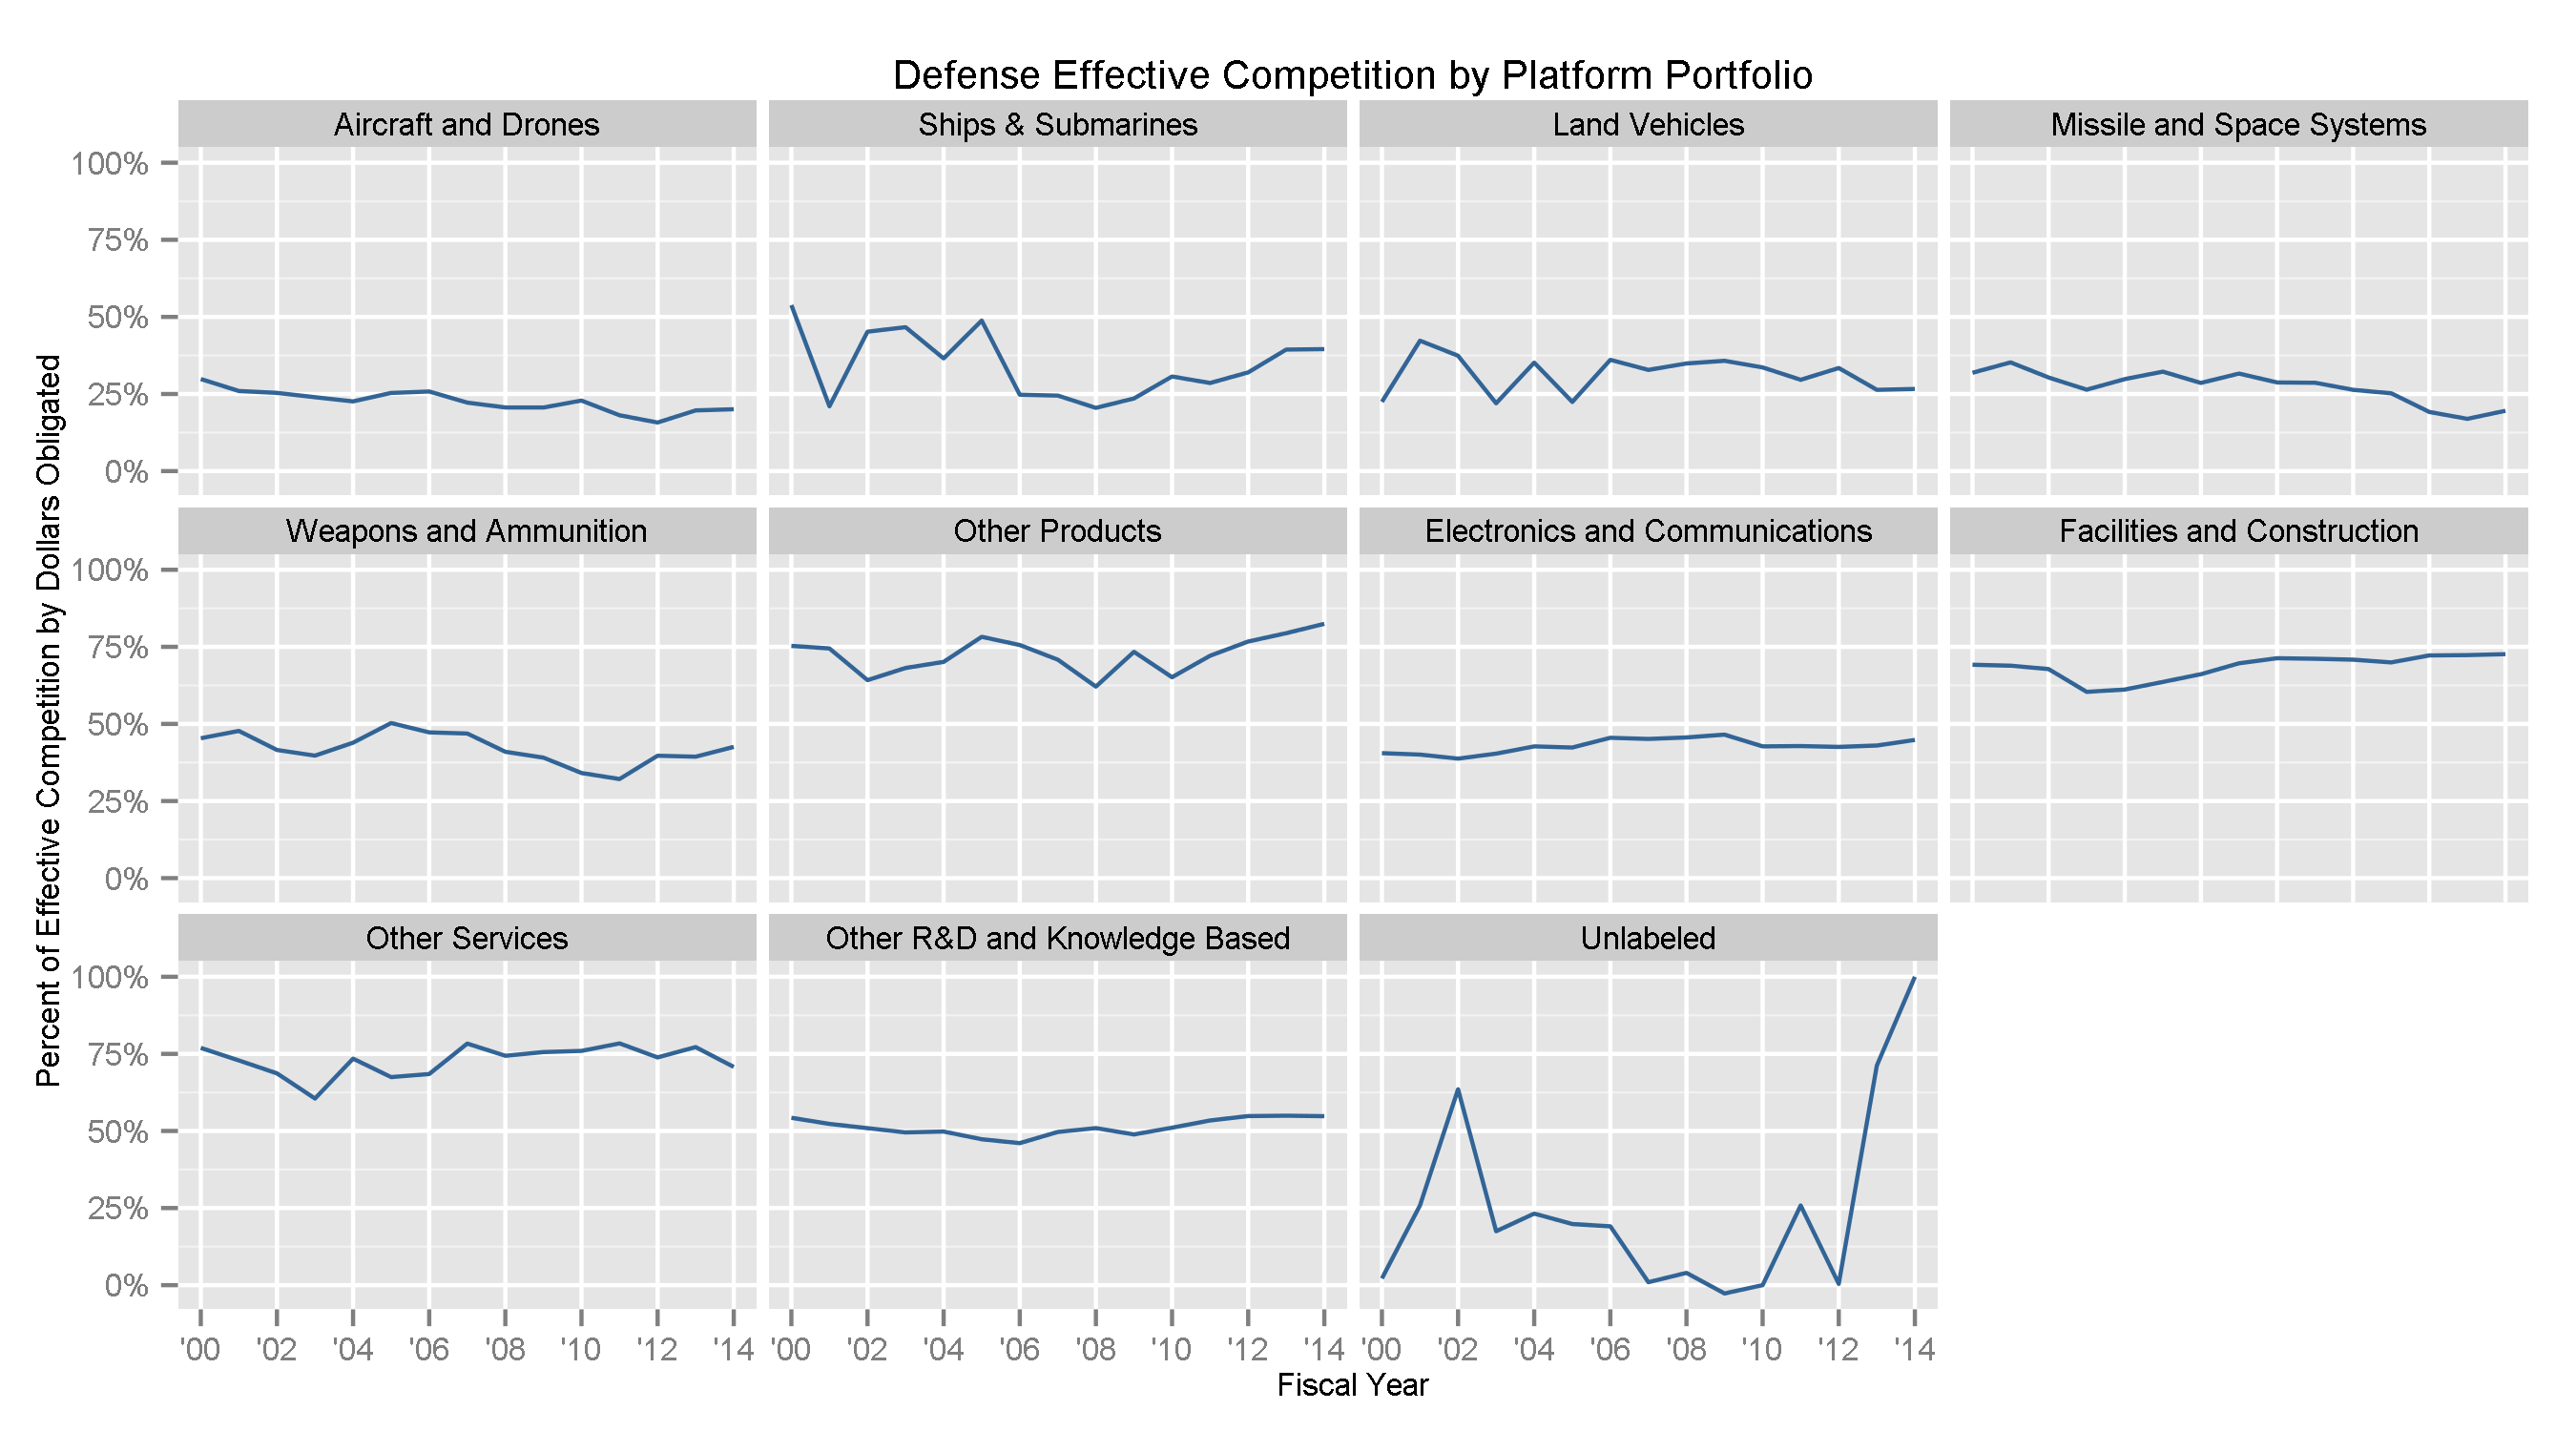 Defense Effective Competition by Platform Portfolio
Percent of Effective Competition by Dollars Obligated
Aircraft and Drones
Ships & Submarines
Land Vehicles
Missile and Space Systems
100%
75%
50%
25%
0%
Weapons and Ammunition
Other Products
Electronics and Communications
Facilities and Construction
100%
75%
50%
25%
0%
Other Services
Other R&D and Knowledge Based
Unlabeled
100%
75%
50%
25%
0%
'00 '02 '04 '06 '08 '10 '12 '14
'00 '02 '04 '06 '08 '10 '12 '14
'00 '02 '04 '06 '08 '10 '12 '14
Fiscal Year